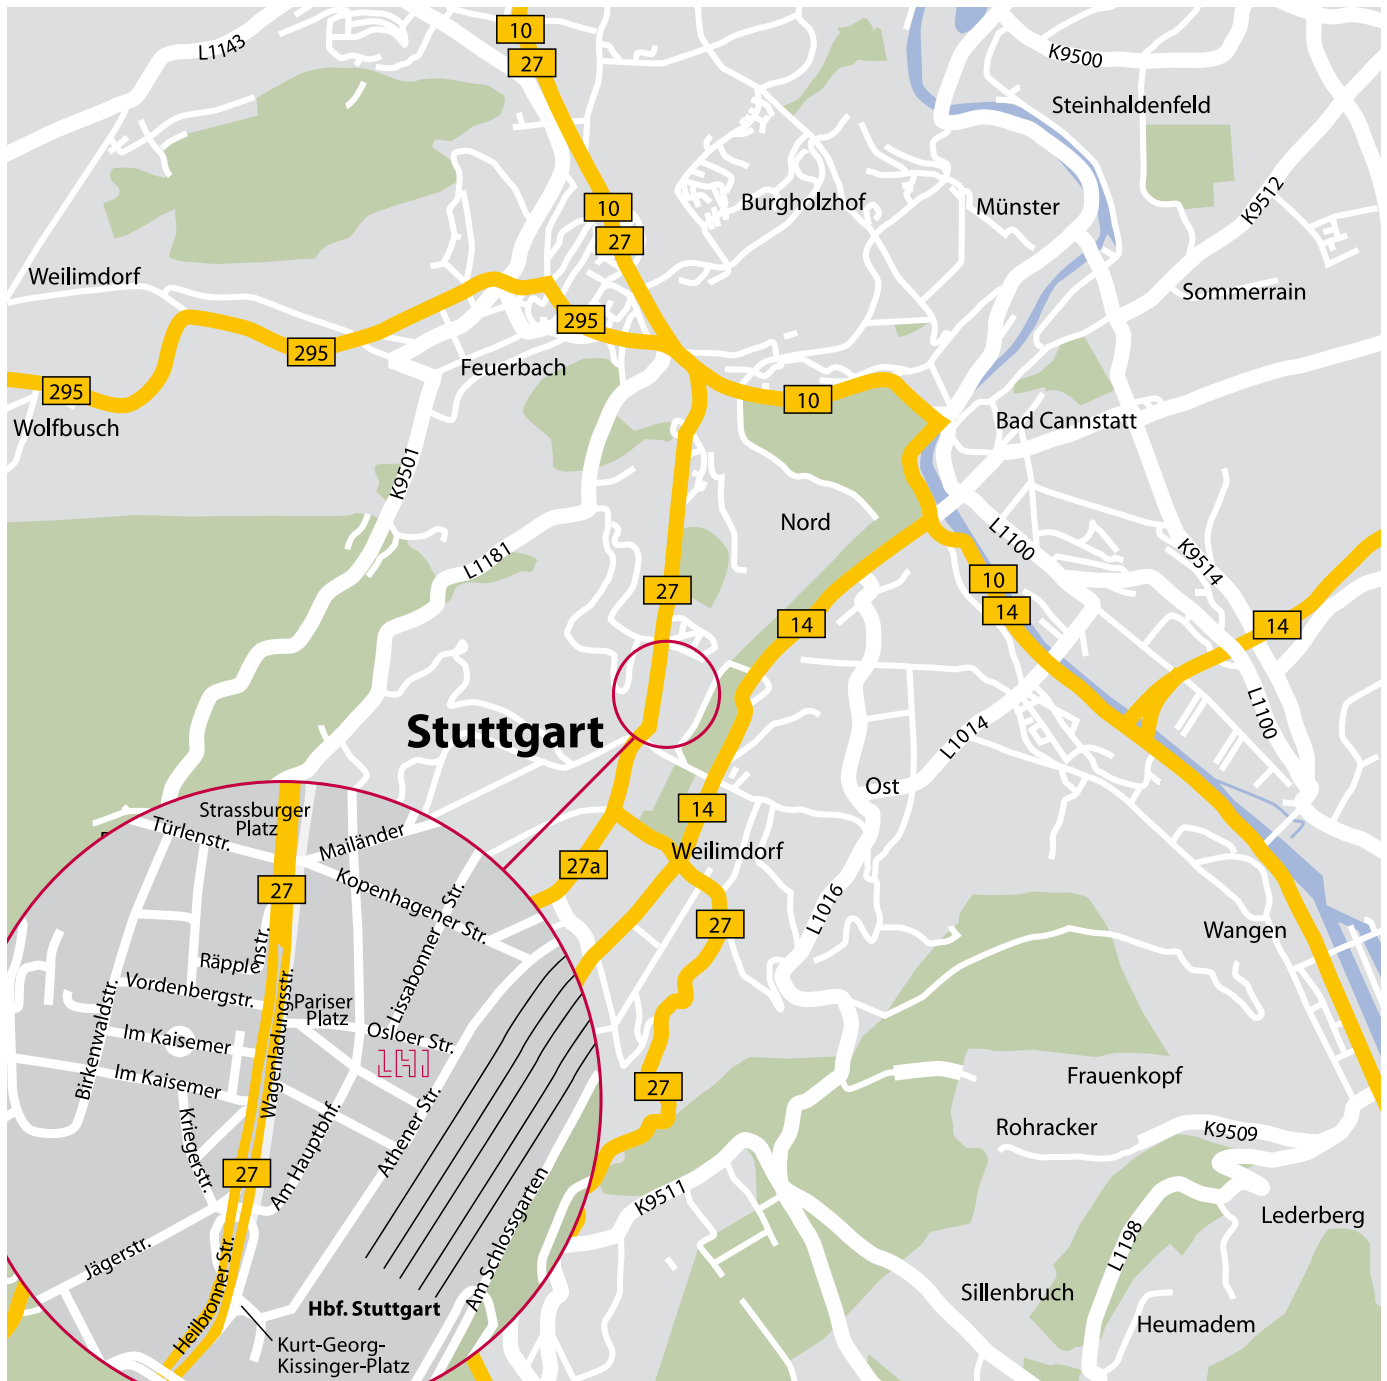 10
27
L1143
K9500
Steinhaldenfeld
K9512
10
27
Burgholzhof
Münster
Weilimdorf
Sommerrain
295
295
295
Feuerbach
10
Wolfbusch
Bad Cannstatt
K9501
Nord
L1181
L1100
K9514
27
10
14
14
14
Stuttgart
L1014
L1100
Ost
14
Weilimdorf
27a
L1016
27
Wangen
27
Frauenkopf
Rohracker
K9509
K9511
Lederberg
L1198
Sillenbruch
Heumadem
Strassburger
Platz
Türlenstr.
Mailänder
27
Kopenhagener Str.
Lissabonner Str.
Räpplenstr.
Vordenbergstr.
Pariser
Platz
Osloer Str.
Im Kaisemer
LHI
Im Kaisemer
Birkenwaldstr.
Wagenladungsstr.
Kriegerstr.
Am Hauptbhf.
Athener Str.
27
Jägerstr.
Heilbronner Str.
Am Schlossgarten
Hbf. Stuttgart
Kurt-Georg-
Kissinger-Platz